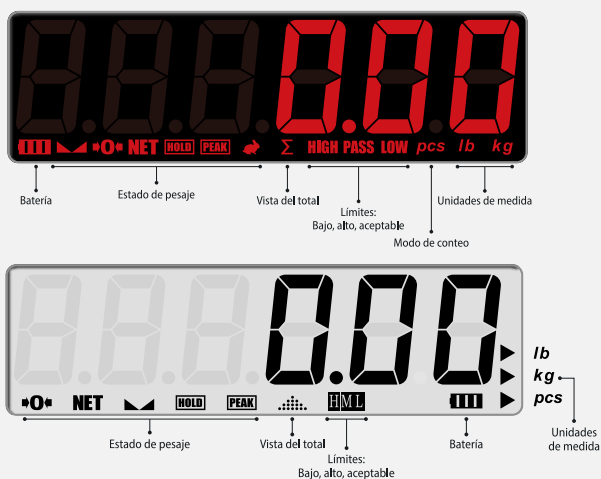 0.00
NET HOLD PEAK Σ HIGH PASS LOW pcs lb kg
Batería
Estado de pesaje
Vista del total
Límites:
Bajo, alto, aceptable
Modo de conteo
Unidades de medida
0.00
lb
kg
pcs
→0← NET HOLD PEAK HML
Estado de pesaje
Vista del total
Límites:
Bajo, alto, aceptable
Batería
Unidades
de medida